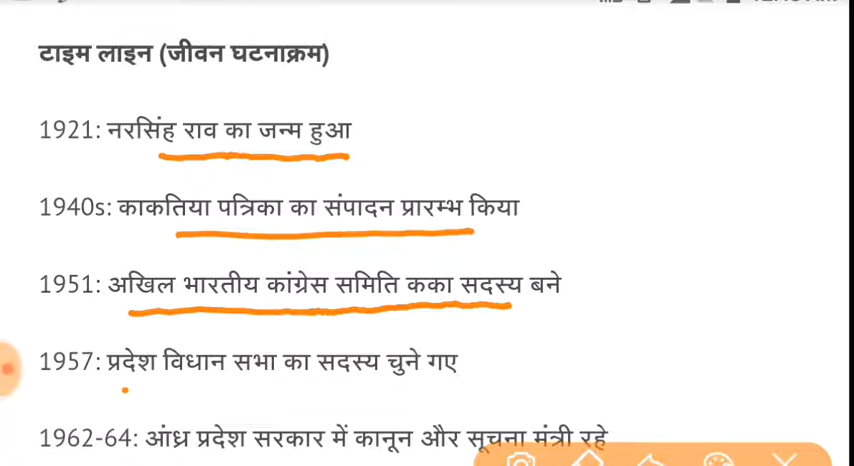 टाइम लाइन (जीवन घटनाक्रम)
1921: नरसिंह राव का जन्म हुआ
1940s: काकतिया पत्रिका का संपादन प्रारम्भ किया
1951: अखिल भारतीय कांग्रेस समिति कका सदस्य बने
1957: प्रदेश विधान सभा का सदस्य चुने गए
1962-64: आंध्र प्रदेश सरकार में कानून और सूचना मंत्री रहे